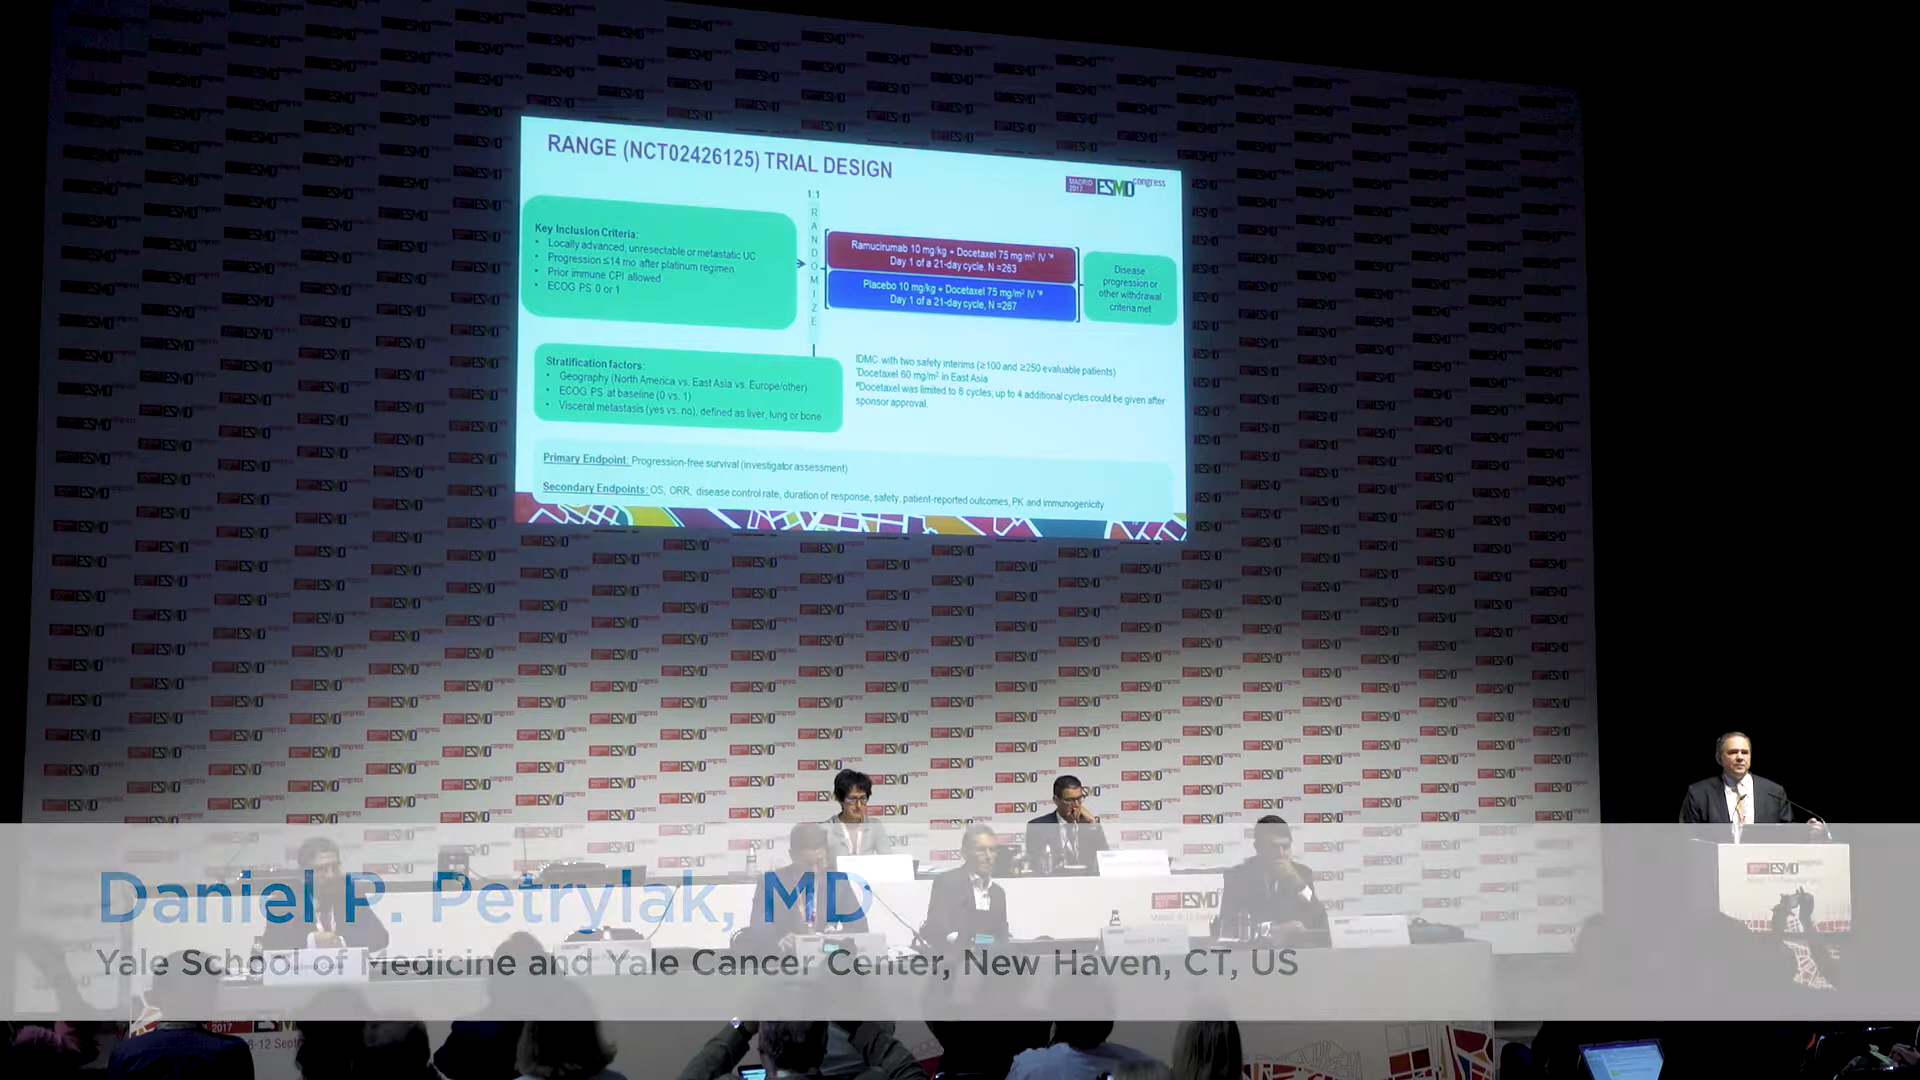 RANGE (NCT02426125) TRIAL DESIGN
MADRID
2017
ESMO congress
1:1
RANDOMIZE
Key Inclusion Criteria:
• Locally advanced, unresectable or metastatic UC
• Progression ≤14 mo after platinum regimen
• Prior immune CPI allowed
• ECOG PS 0 or 1
Ramucirumab 10 mg/kg + Docetaxel 75 mg/m² IV *#
Day 1 of a 21-day cycle, N =263
Placebo 10 mg/kg + Docetaxel 75 mg/m² IV *#
Day 1 of a 21-day cycle, N =267
Disease
progression or
other withdrawal
criteria met
Stratification factors:
• Geography (North America vs. East Asia vs. Europe/other)
• ECOG PS at baseline (0 vs. 1)
• Visceral metastasis (yes vs. no), defined as liver, lung or bone
IDMC with two safety interims (≥100 and ≥250 evaluable patients)
*Docetaxel 60 mg/m² in East Asia
#Docetaxel was limited to 6 cycles; up to 4 additional cycles could be given after
sponsor approval.
Primary Endpoint: Progression-free survival (investigator assessment)
Secondary Endpoints: OS, ORR, disease control rate, duration of response, safety, patient-reported outcomes, PK and immunogenicity
Daniel P. Petrylak, MD
Yale School of Medicine and Yale Cancer Center, New Haven, CT, US